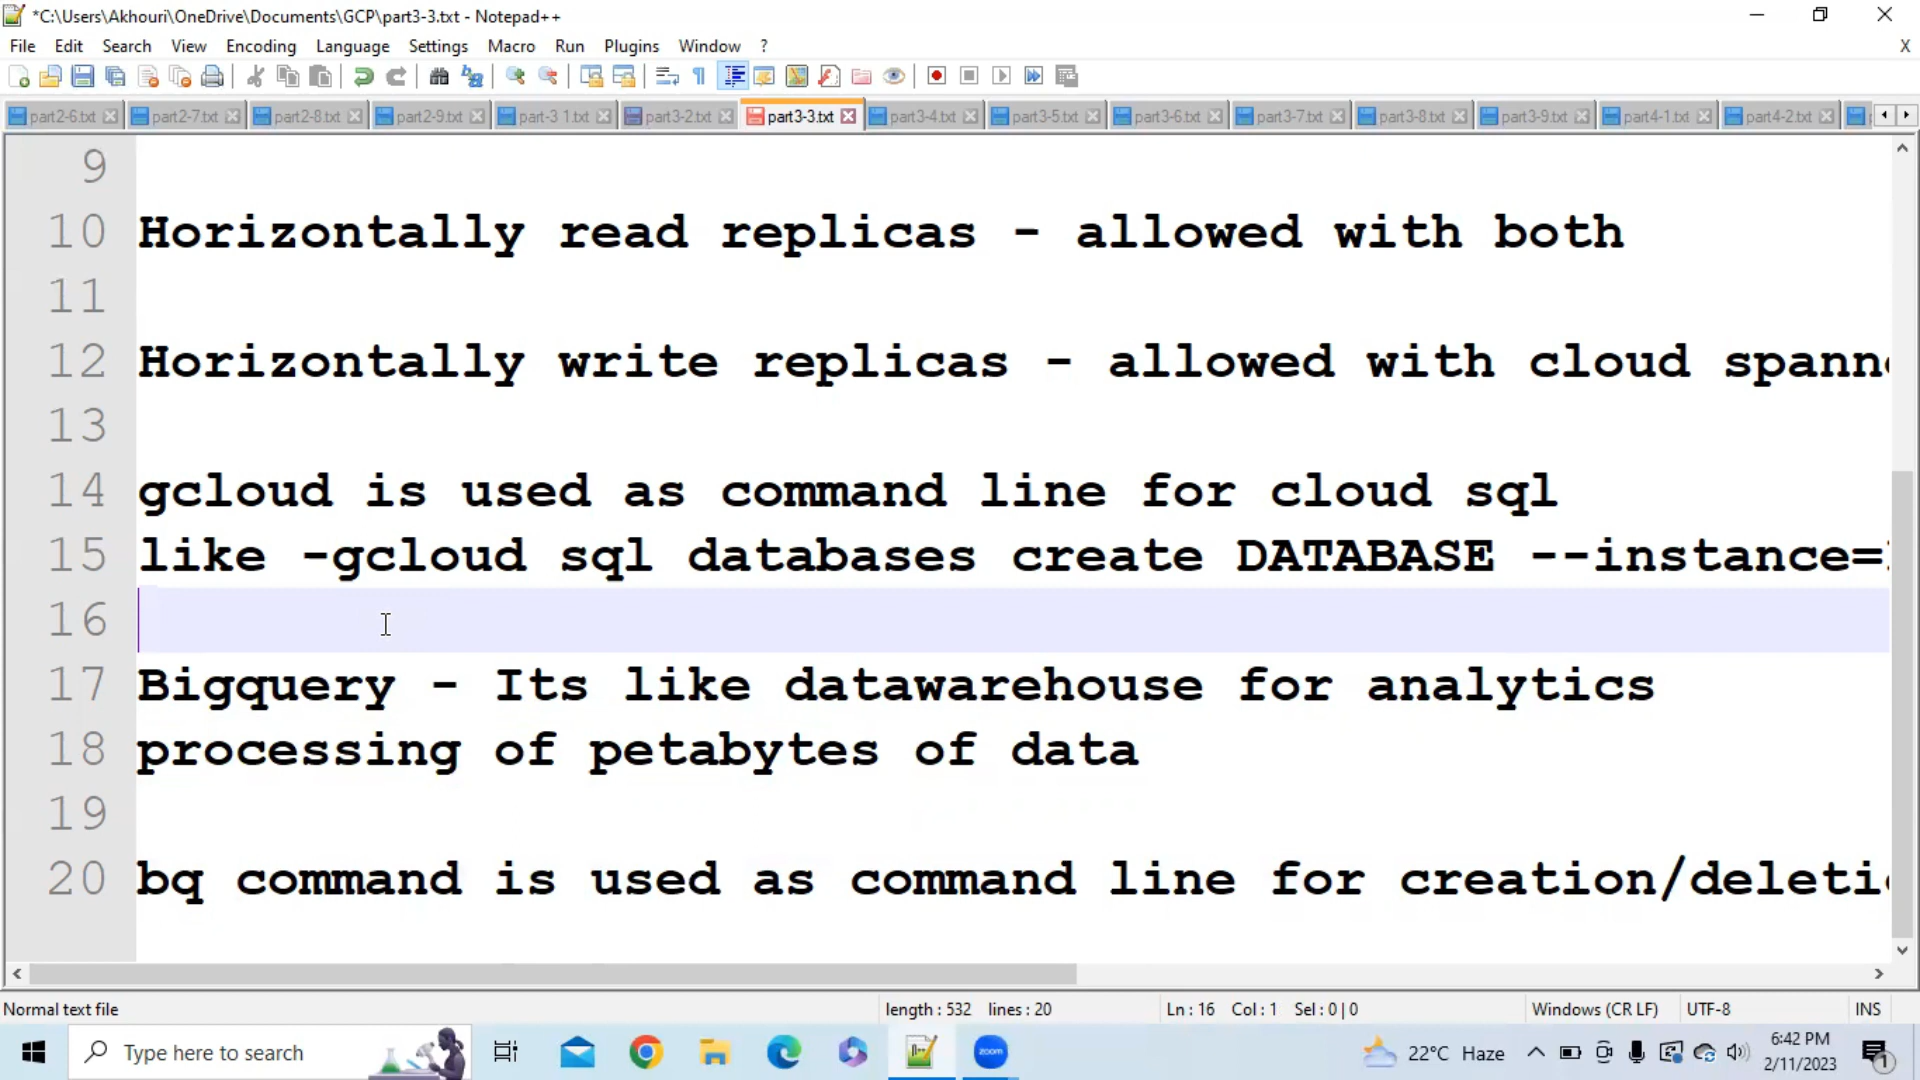 *C:\Users\Akhouri\OneDrive\Documents\GCP\part3-3.txt - Notepad++
File Edit Search View Encoding Language Settings Macro Run Plugins Window ? X
part2-6.txt part2-7.txt part2-8.txt part2-9.txt part-3 1.txt part3-2.txt part3-3.txt part3-4.txt part3-5.txt part3-6.txt part3-7.txt part3-8.txt part3-9.txt part4-1.txt part4-2.txt
9
10 Horizontally read replicas - allowed with both
11
12 Horizontally write replicas - allowed with cloud
13
14 gcloud is used as command line for cloud sql
15 like -gcloud sql databases create DATABASE --instance=
16
17 Bigquery - Its like datawarehouse for analytics
18 processing of petabytes of data
19
20 bq command is used as command line for
Normal text file length : 532 lines : 20 Ln : 16 Col : 1 Sel : 0 | 0 Windows (CR LF) UTF-8 INS
Type here to search zoom 22°C Haze 6:42 PM
2/11/2023 1